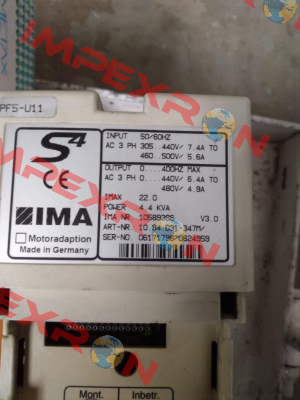 PF5-U11
S4
CE
IMA
Motoradaption
Made in Germany
INPUT 50/60HZ
AC 3 PH 305...440V/ 7.4A TO
460..500V/ 5.6A
OUTPUT 0....400HZ MAX
AC 3 PH 0....440V/ 6.4A TO
480V/ 4.9A
IMAX 22.0
POWER 4.4 KVA
IMA NR. V3.0
ART-NR. 10.S4.C31-347M/
SER-NO.
IMPEXRON
IMPEXRON
Mont.
Inbetr.